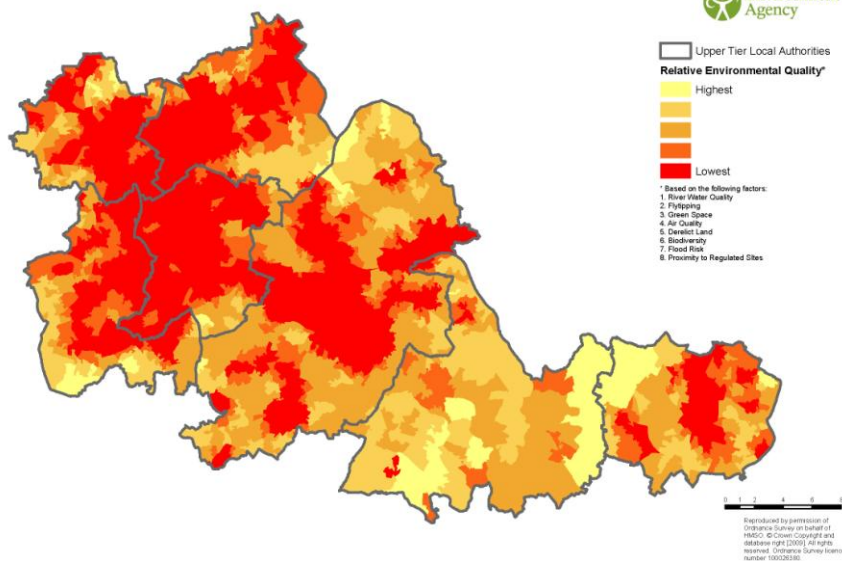 Agency
Upper Tier Local Authorities
Relative Environmental Quality*
Highest
Lowest
* Based on the following factors:
1. River Water Quality
2. Flytipping
3. Green Space
4. Air Quality
5. Derelict Land
6. Biodiversity
7. Flood Risk
8. Proximity to Regulated Sites
0 1 2 4 6 8
Reproduced by permission of
Ordnance Survey on behalf of
HMSO. © Crown Copyright and
database right [2009]. All rights
reserved. Ordnance Survey licence
number 100026380.